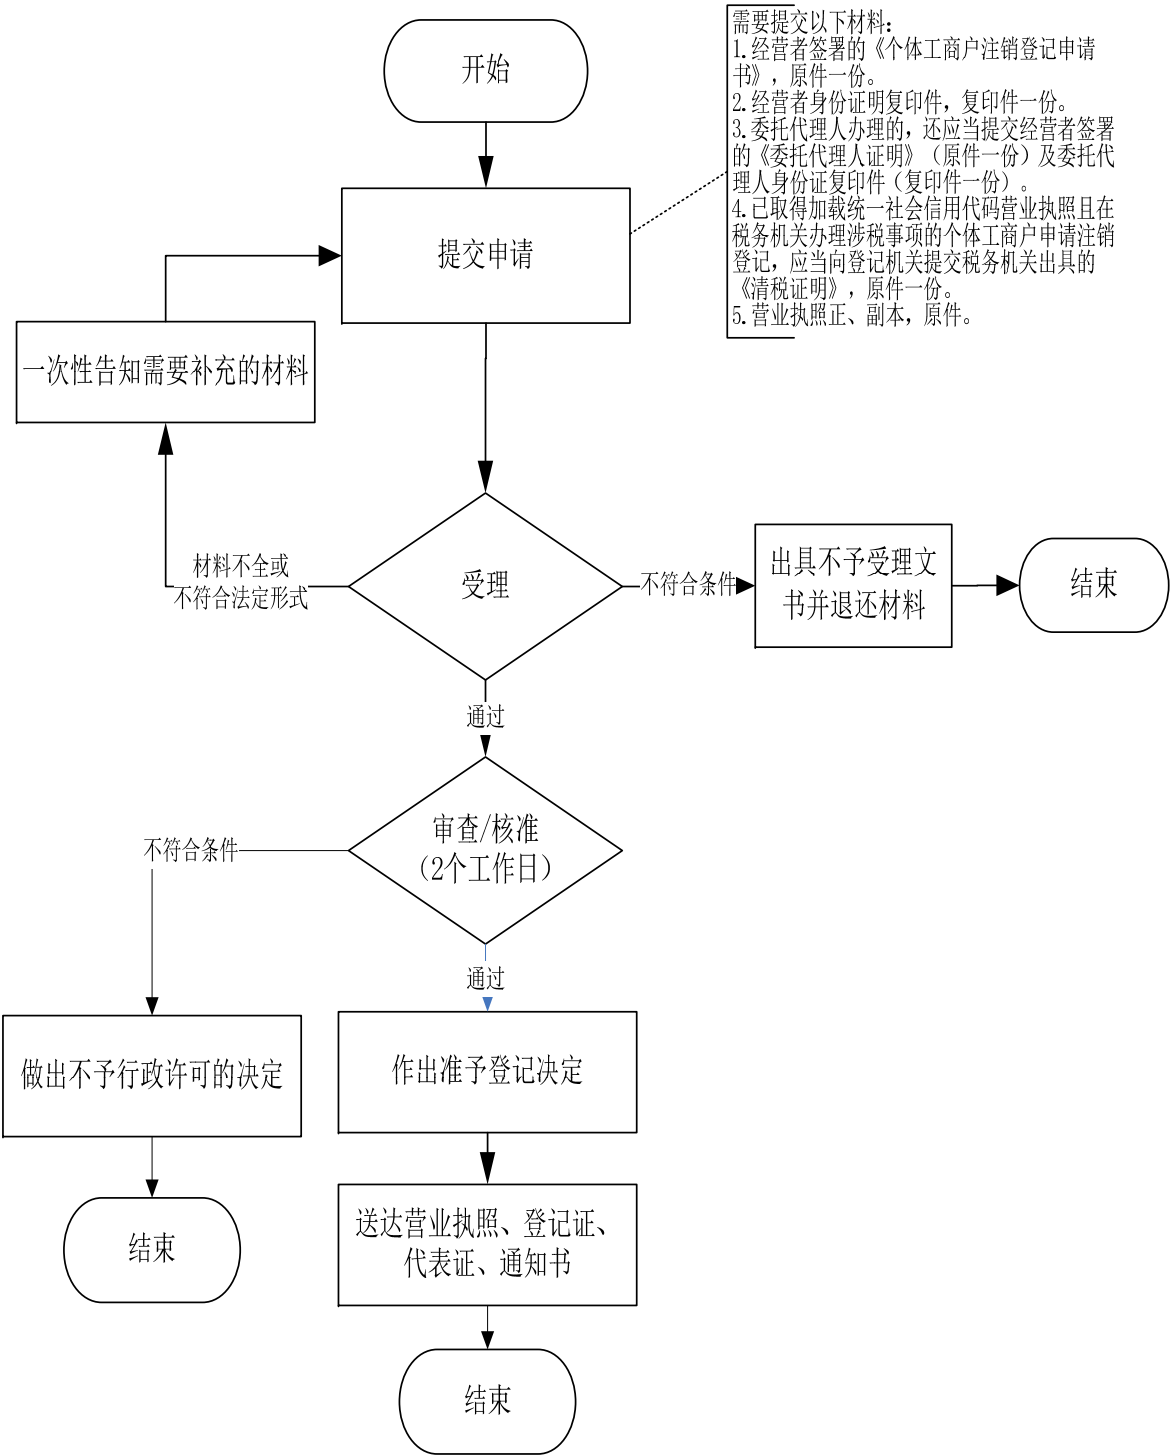 开始
需要提交以下材料：
1.经营者签署的《个体工商户注销登记申请
书》，原件一份。
2.经营者身份证明复印件，复印件一份。
3.委托代理人办理的，还应当提交经营者签署
的《委托代理人证明》（原件一份）及委托代
理人身份证复印件（复印件一份）。
4.已取得加载统一社会信用代码营业执照且在
税务机关办理涉税事项的个体工商户申请注销
登记，应当向登记机关提交税务机关出具的
《清税证明》，原件一份。
5.营业执照正、副本，原件。
提交申请
一次性告知需要补充的材料
材料不全或
不符合法定形式
受理
不符合条件
出具不予受理文
书并退还材料
结束
通过
审查/核准
（2个工作日）
不符合条件
通过
做出不予行政许可的决定
作出准予登记决定
结束
送达营业执照、登记证、
代表证、通知书
结束